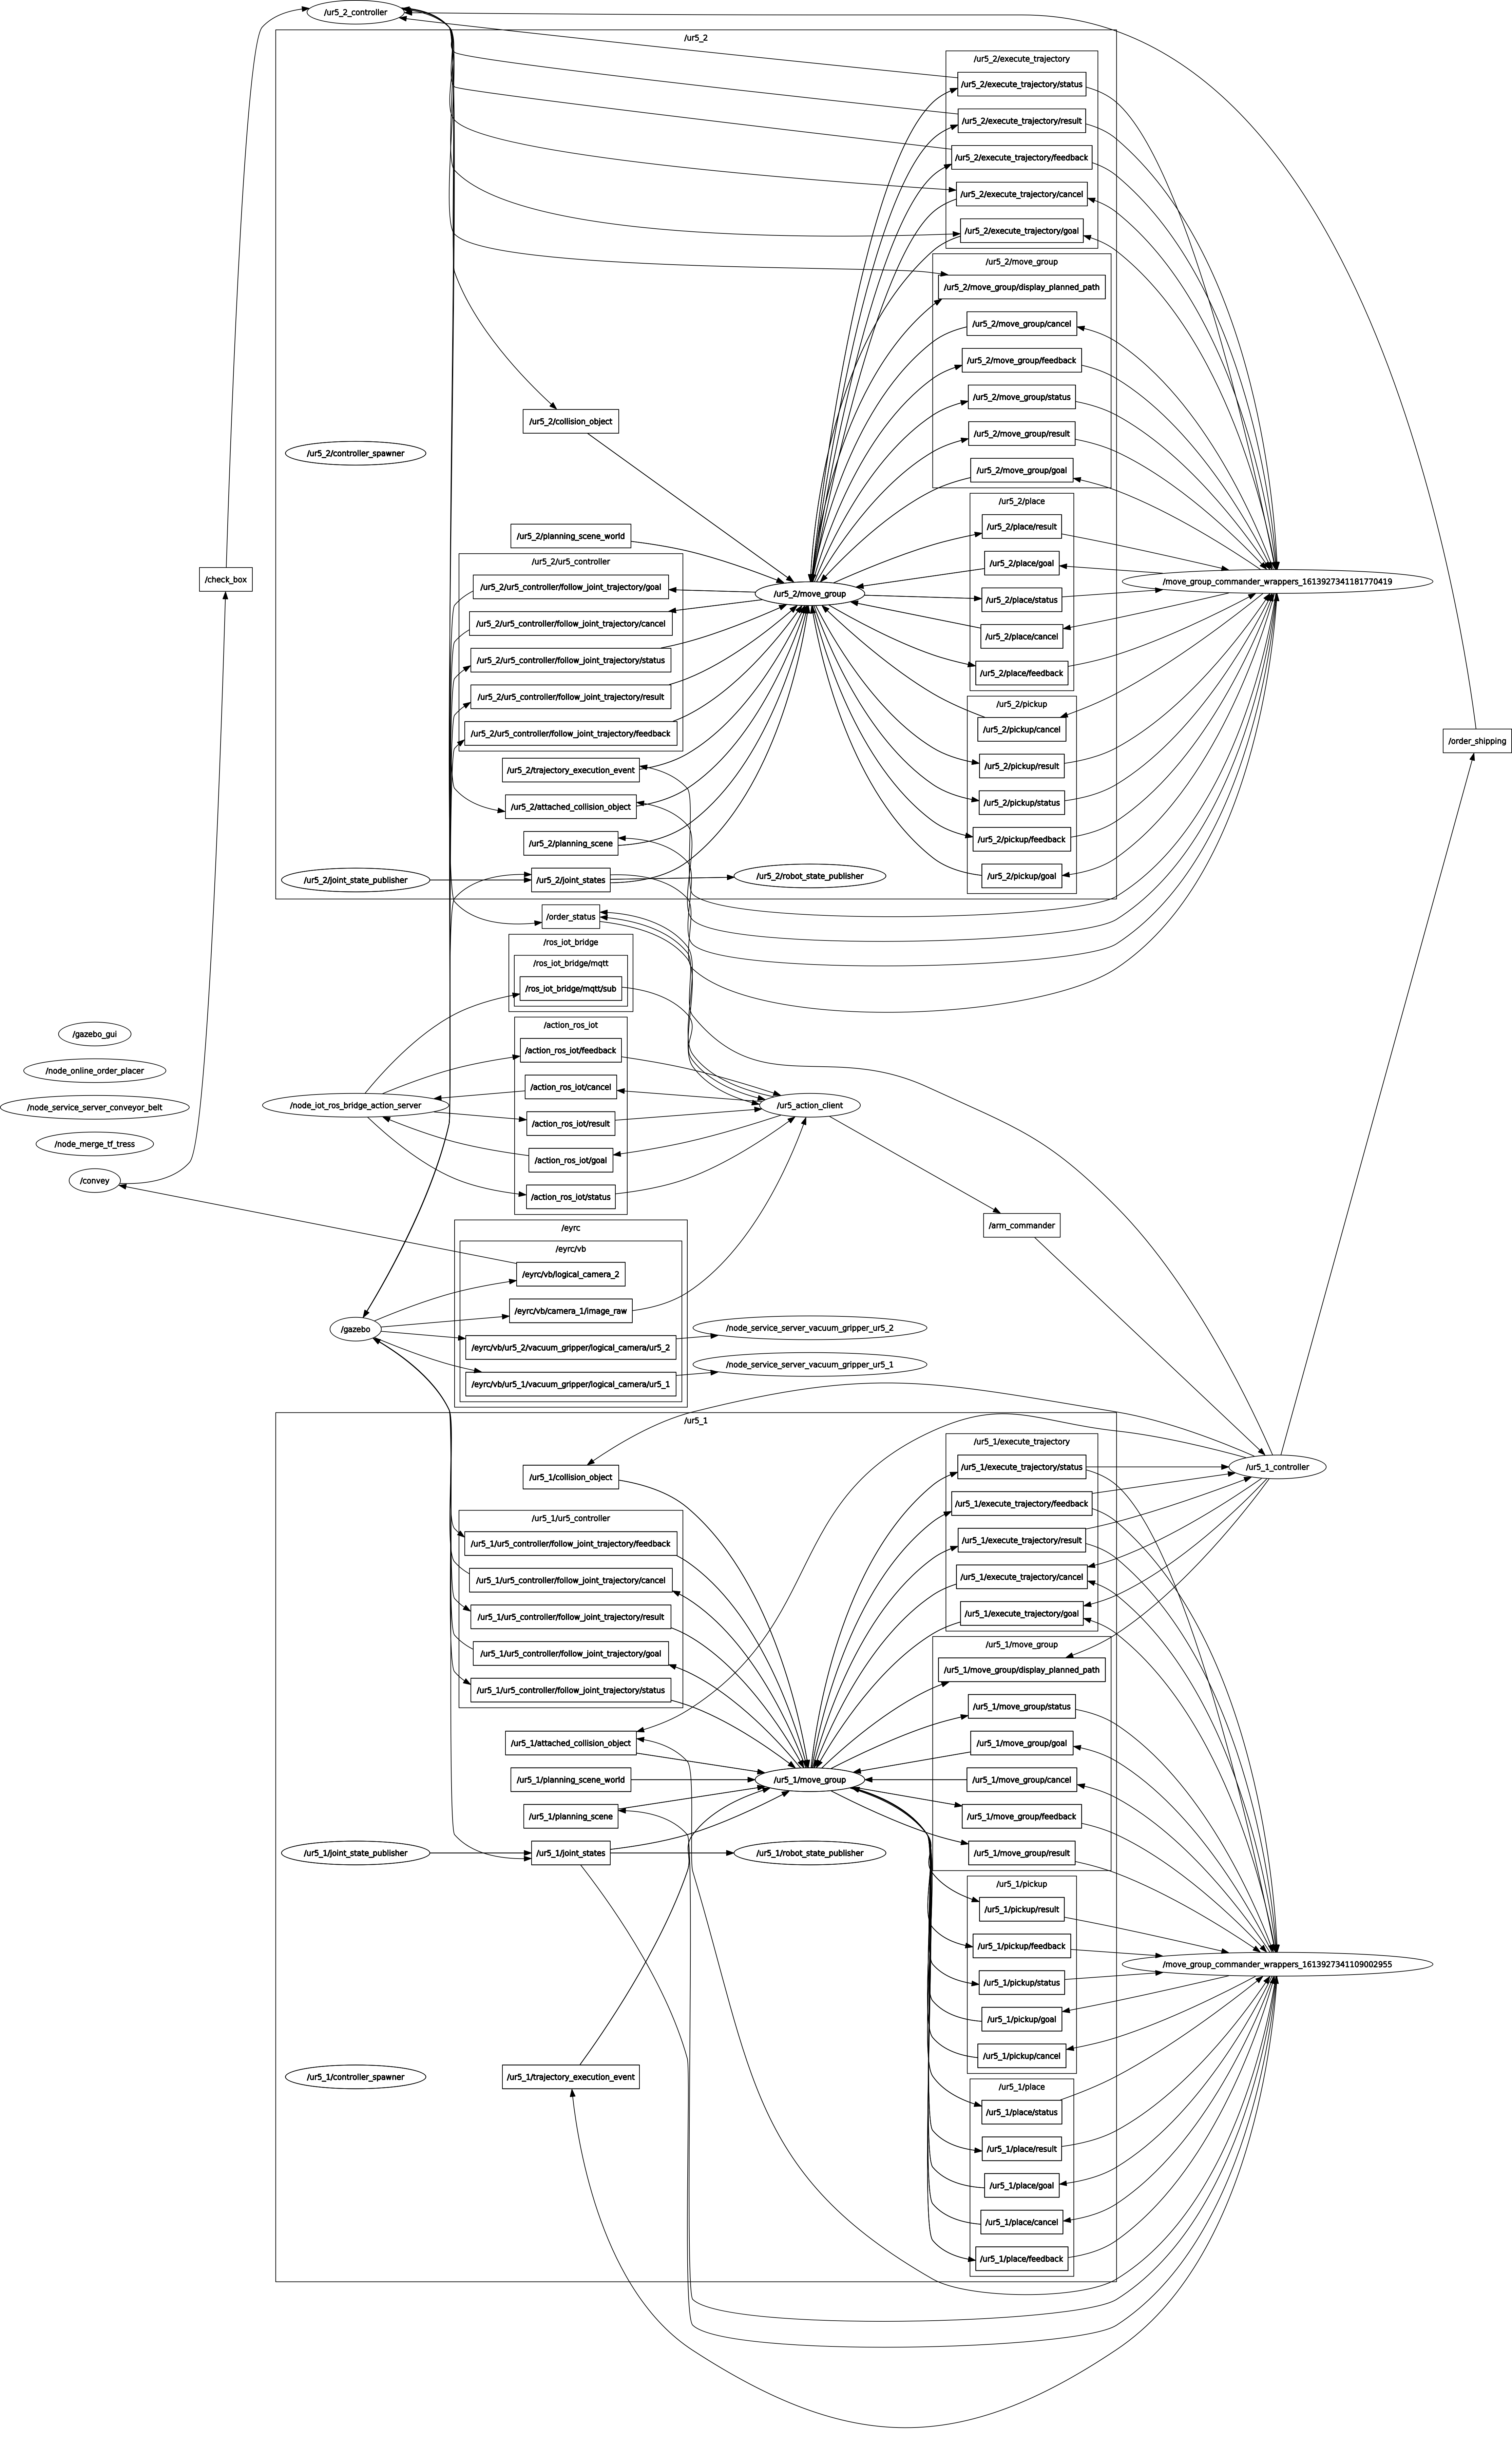 /ur5_2_controller
/ur5_2
/ur5_2/execute_trajectory
/ur5_2/execute_trajectory/status
/ur5_2/execute_trajectory/result
/ur5_2/execute_trajectory/feedback
/ur5_2/execute_trajectory/cancel
/ur5_2/execute_trajectory/goal
/ur5_2/move_group
/ur5_2/move_group/display_planned_path
/ur5_2/move_group/cancel
/ur5_2/move_group/feedback
/ur5_2/move_group/status
/ur5_2/move_group/result
/ur5_2/move_group/goal
/ur5_2/collision_object
/ur5_2/controller_spawner
/ur5_2/place
/ur5_2/place/result
/ur5_2/place/goal
/ur5_2/place/status
/ur5_2/place/cancel
/ur5_2/place/feedback
/ur5_2/planning_scene_world
/ur5_2/ur5_controller
/ur5_2/ur5_controller/follow_joint_trajectory/goal
/ur5_2/ur5_controller/follow_joint_trajectory/cancel
/ur5_2/ur5_controller/follow_joint_trajectory/status
/ur5_2/ur5_controller/follow_joint_trajectory/result
/ur5_2/ur5_controller/follow_joint_trajectory/feedback
/check_box
/ur5_2/move_group
/move_group_commander_wrappers_1613927341181770419
/ur5_2/pickup
/ur5_2/pickup/cancel
/ur5_2/pickup/result
/ur5_2/pickup/status
/ur5_2/pickup/feedback
/ur5_2/pickup/goal
/order_shipping
/ur5_2/trajectory_execution_event
/ur5_2/attached_collision_object
/ur5_2/planning_scene
/ur5_2/joint_state_publisher
/ur5_2/joint_states
/ur5_2/robot_state_publisher
/order_status
/ros_iot_bridge
/ros_iot_bridge/mqtt
/ros_iot_bridge/mqtt/sub
/action_ros_iot
/action_ros_iot/feedback
/action_ros_iot/cancel
/action_ros_iot/result
/action_ros_iot/goal
/action_ros_iot/status
/gazebo_gui
/node_online_order_placer
/node_service_server_conveyor_belt
/node_merge_tf_tress
/convey
/node_iot_ros_bridge_action_server
/ur5_action_client
/arm_commander
/eyrc
/eyrc/vb
/eyrc/vb/logical_camera_2
/eyrc/vb/camera_1/image_raw
/eyrc/vb/ur5_2/vacuum_gripper/logical_camera/ur5_2
/eyrc/vb/ur5_1/vacuum_gripper/logical_camera/ur5_1
/gazebo
/node_service_server_vacuum_gripper_ur5_2
/node_service_server_vacuum_gripper_ur5_1
/ur5_1
/ur5_1/execute_trajectory
/ur5_1/execute_trajectory/status
/ur5_1/execute_trajectory/feedback
/ur5_1/execute_trajectory/result
/ur5_1/execute_trajectory/cancel
/ur5_1/execute_trajectory/goal
/ur5_1_controller
/ur5_1/collision_object
/ur5_1/ur5_controller
/ur5_1/ur5_controller/follow_joint_trajectory/feedback
/ur5_1/ur5_controller/follow_joint_trajectory/cancel
/ur5_1/ur5_controller/follow_joint_trajectory/result
/ur5_1/ur5_controller/follow_joint_trajectory/goal
/ur5_1/ur5_controller/follow_joint_trajectory/status
/ur5_1/move_group
/ur5_1/move_group/display_planned_path
/ur5_1/move_group/status
/ur5_1/move_group/goal
/ur5_1/move_group/cancel
/ur5_1/move_group/feedback
/ur5_1/move_group/result
/ur5_1/attached_collision_object
/ur5_1/planning_scene_world
/ur5_1/planning_scene
/ur5_1/move_group
/ur5_1/joint_state_publisher
/ur5_1/joint_states
/ur5_1/robot_state_publisher
/ur5_1/pickup
/ur5_1/pickup/result
/ur5_1/pickup/feedback
/ur5_1/pickup/status
/ur5_1/pickup/goal
/ur5_1/pickup/cancel
/move_group_commander_wrappers_1613927341109002955
/ur5_1/controller_spawner
/ur5_1/trajectory_execution_event
/ur5_1/place
/ur5_1/place/status
/ur5_1/place/result
/ur5_1/place/goal
/ur5_1/place/cancel
/ur5_1/place/feedback